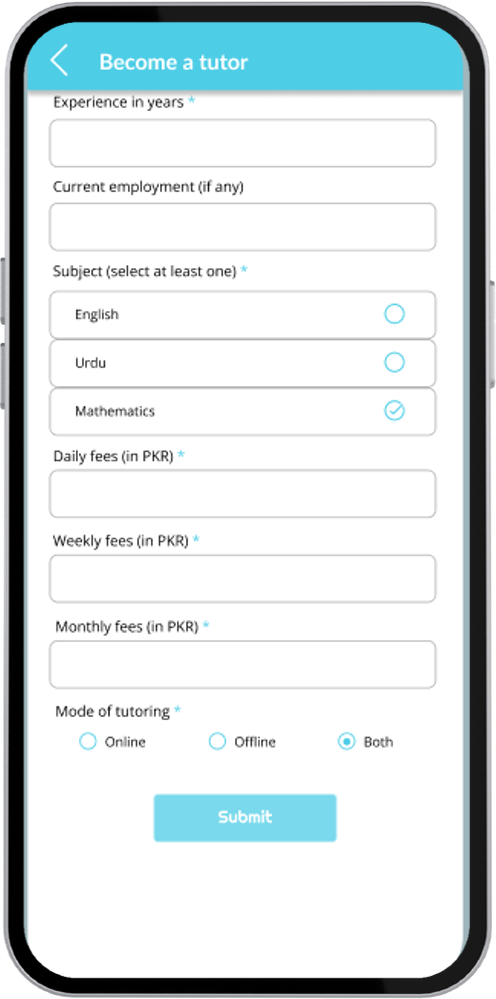 Become a tutor
Experience in years *
Current employment (if any)
Subject (select at least one) *
English
Urdu
Mathematics
Daily fees (in PKR) *
Weekly fees (in PKR) *
Monthly fees (in PKR) *
Mode of tutoring *
Online Offline Both
Submit